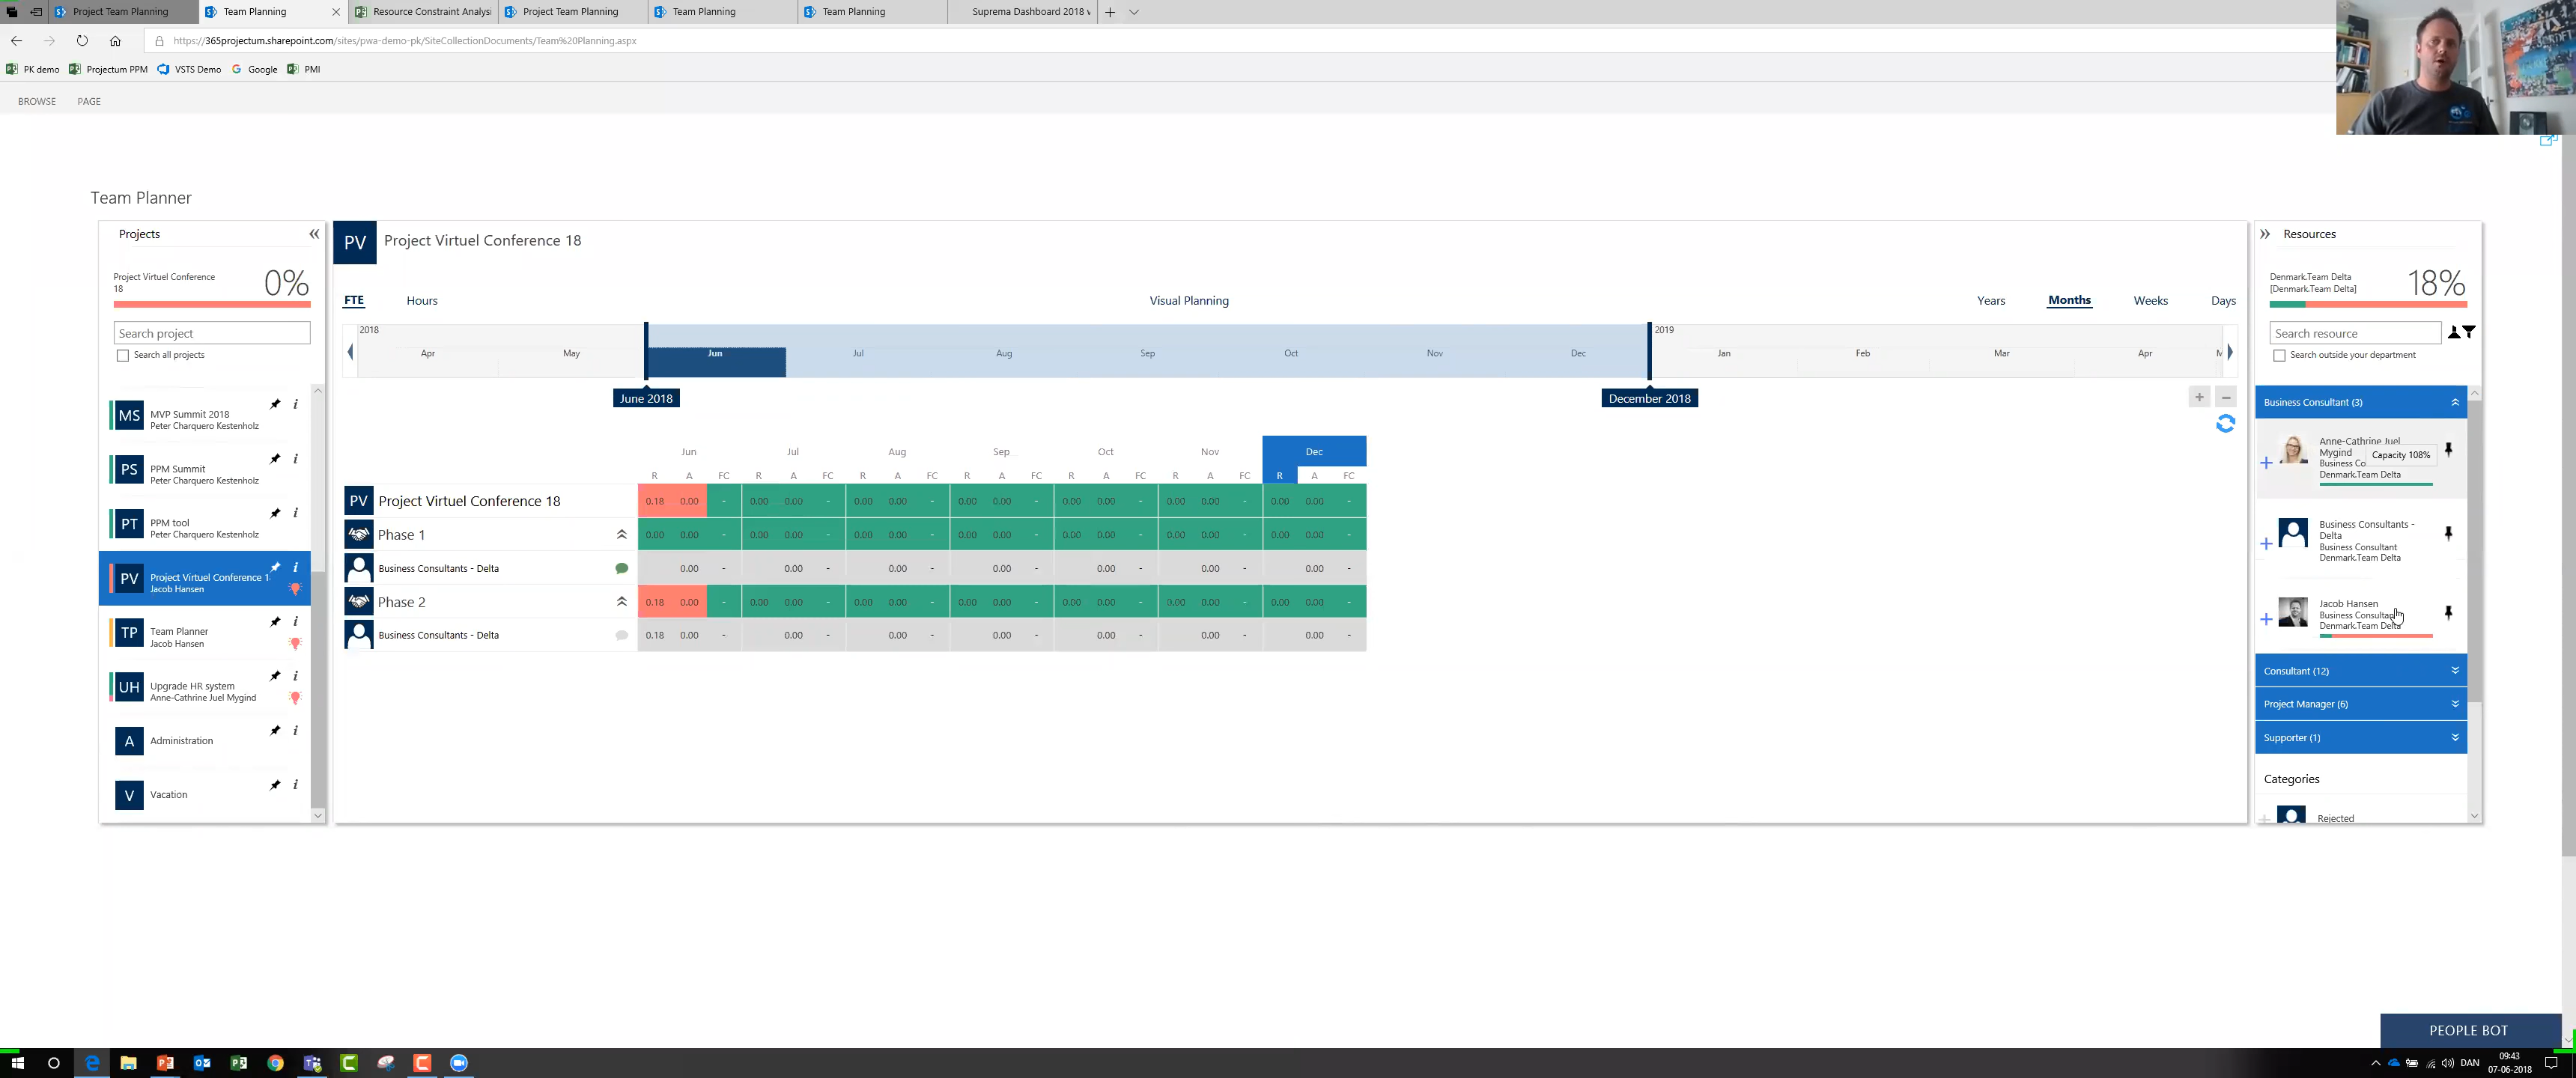 Project Team Planning
Team Planning
Resource Constraint Analysi
Project Team Planning
Team Planning
Team Planning
Suprema Dashboard 2018 v
https://365projectum.sharepoint.com/sites/pwa-demo-pk/SiteCollectionDocuments/Team%20Planning.aspx
PK demo Projectum PPM VSTS Demo Google PMI
BROWSE PAGE
Team Planner
Projects
Project Virtuel Conference
18
0%
Search project
Search all projects
MS MVP Summit 2018
Peter Charquero Kestenholz
PS PPM Summit
Peter Charquero Kestenholz
PT PPM tool
Peter Charquero Kestenholz
PV Project Virtuel Conference 1
Jacob Hansen
TP Team Planner
Jacob Hansen
UH Upgrade HR system
Anne-Cathrine Juel Mygind
A Administration
V Vacation
PV Project Virtuel Conference 18
FTE Hours Visual Planning Years Months Weeks Days
2018 2019
Apr May Jun Jul Aug Sep Oct Nov Dec Jan Feb Mar Apr M
June 2018 December 2018
+ −
Jun Jul Aug Sep Oct Nov Dec
R A FC R A FC R A FC R A FC R A FC R A FC R A FC
PV Project Virtuel Conference 18 0.18 0.00 - 0.00 0.00 - 0.00 0.00 - 0.00 0.00 - 0.00 0.00 - 0.00 0.00 - 0.00 0.00 -
Phase 1 0.00 0.00 - 0.00 0.00 - 0.00 0.00 - 0.00 0.00 - 0.00 0.00 - 0.00 0.00 - 0.00 0.00 -
Business Consultants - Delta 0.00 - 0.00 - 0.00 - 0.00 - 0.00 - 0.00 - 0.00 -
Phase 2 0.18 0.00 - 0.00 0.00 - 0.00 0.00 - 0.00 0.00 - 0.00 0.00 - 0.00 0.00 - 0.00 0.00 -
Business Consultants - Delta 0.18 0.00 - 0.00 - 0.00 - 0.00 - 0.00 - 0.00 - 0.00 -
Resources
Denmark.Team Delta
[Denmark.Team Delta]
18%
Search resource
Search outside your department
Business Consultant (3)
Anne-Cathrine Juel
Mygind
Capacity 108%
Business Co
Denmark.Team Delta
Business Consultants -
Delta
Business Consultant
Denmark.Team Delta
Jacob Hansen
Business Consultant
Denmark.Team Delta
Consultant (12)
Project Manager (6)
Supporter (1)
Categories
Rejected
PEOPLE BOT
DAN
09:43
07-06-2018